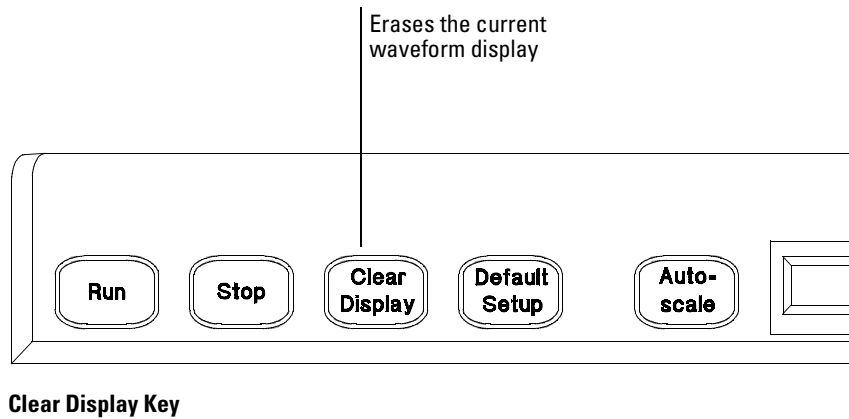 Erases the current
waveform display
Run
Stop
Clear
Display
Default
Setup
Auto-
scale
Clear Display Key